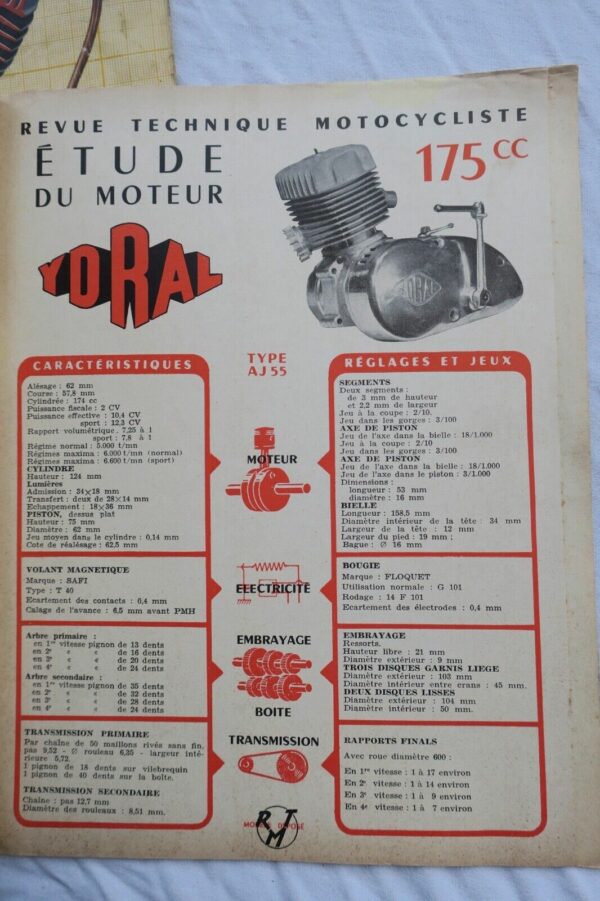 REVUE TECHNIQUE MOTOCYCLISTE
ÉTUDE
DU MOTEUR
175 CC
YDRAL
YDRAL
CARACTÉRISTIQUES
Alésage : 62 mm
Course : 57,8 mm
Cylindrée : 174 cc
Puissance fiscale : 2 CV
Puissance effective : 10,4 CV
sport : 12,3 CV
Rapport volumétrique : 7,25 à 1
sport : 7,8 à 1
Régime normal : 5.000 t/mn
Régimes maxima : 6.000 t/mn (normal)
Régimes maxima : 6.600 t/mn (sport)
CYLINDRE
Hauteur : 124 mm
Lumières
Admission : 34×18 mm
Transfert : deux de 28×14 mm
Echappement : 18×36 mm
PISTON, dessus plat
Hauteur : 75 mm
Diamètre : 62 mm
Jeu moyen dans le cylindre : 0,14 mm
Cote de réalésage : 62,5 mm
TYPE
AJ 55
MOTEUR
RÉGLAGES ET JEUX
SEGMENTS
Deux segments :
de 3 mm de hauteur
et 2,2 mm de largeur
Jeu à la coupe : 2/10.
Jeu dans les gorges : 3/100
AXE DE PISTON
Jeu de l'axe dans la bielle : 18/1.000
Jeu à la coupe : 2/10.
Jeu dans les gorges : 3/100
AXE DE PISTON
Jeu de l'axe dans la bielle : 18/1.000
Jeu de l'axe dans le piston : 3/1.000
Dimensions :
longueur : 53 mm
diamètre : 16 mm
BIELLE
Longueur : 158,5 mm
Diamètre intérieur de la tête : 34 mm
Largeur de la tête : 12 mm
Largeur du pied : 19 mm ;
Bague : Ø 16 mm
VOLANT MAGNETIQUE
Marque : SAFI
Type : T 40
Ecartement des contacts : 0,4 mm
Calage de l'avance : 6,5 mm avant PMH
ELECTRICITÉ
BOUGIE
Marque : FLOQUET
Utilisation normale : G 101
Rodage : 14 F 101
Ecartement des électrodes : 0,4 mm
Arbre primaire :
en 1re vitesse pignon de 13 dents
en 2e « « de 16 dents
en 3e « « de 20 dents
en 4e « « de 24 dents
Arbre secondaire :
en 1re vitesse pignon de 35 dents
en 2e « « de 32 dents
en 3e « « de 28 dents
en 4e « « de 24 dents
EMBRAYAGE
BOITE
EMBRAYAGE
Ressorts.
Hauteur libre : 21 mm
Diamètre extérieur : 9 mm
TROIS DISQUES GARNIS LIEGE
Diamètre extérieur : 103 mm
Diamètre intérieur entre crans : 45 mm.
DEUX DISQUES LISSES
Diamètre extérieur : 104 mm
Diamètre intérieur : 50 mm.
TRANSMISSION PRIMAIRE
Par chaîne de 50 maillons rivés sans fin.
pas 9,52 - Ø rouleau 6,35 - largeur inté-
rieure 5,72.
1 pignon de 18 dents sur vilebrequin
1 pignon de 40 dents sur la boîte.
TRANSMISSION SECONDAIRE
Chaîne : pas 12,7 mm
Diamètre des rouleaux : 8,51 mm.
TRANSMISSION
RAPPORTS FINALS
Avec roue diamètre 600 :
En 1re vitesse : 1 à 17 environ
En 2e vitesse : 1 à 14 environ
En 3e vitesse : 1 à 9 environ
En 4e vitesse : 1 à 7 environ
RMT